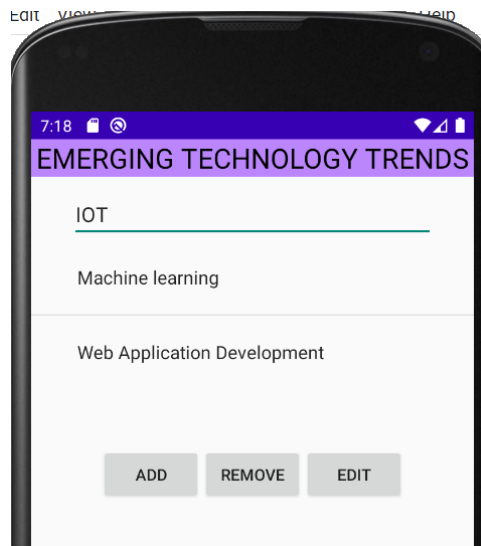 Edit View Help
7:18
EMERGING TECHNOLOGY TRENDS
IOT
Machine learning
Web Application Development
ADD REMOVE EDIT